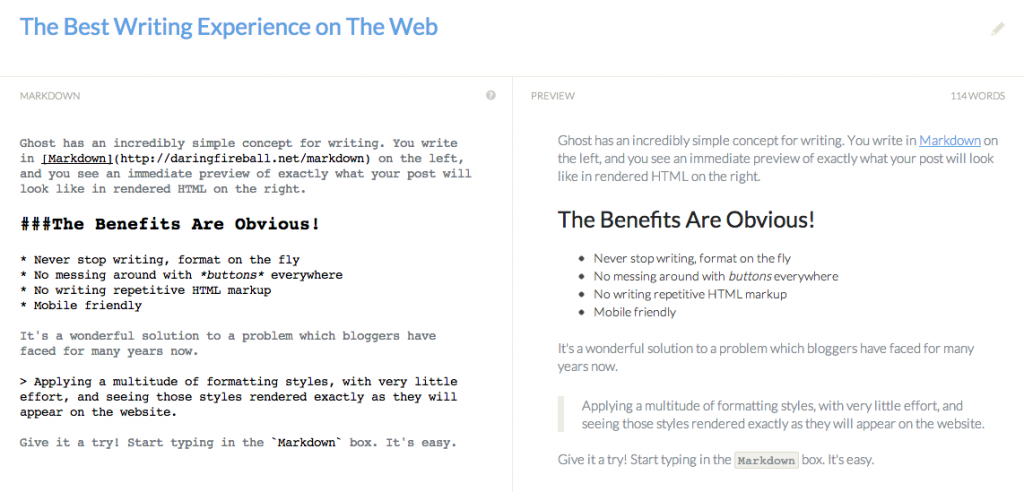 The Best Writing Experience on The Web
MARKDOWN
Ghost has an incredibly simple concept for writing. You write
in [Markdown](http://daringfireball.net/markdown) on the left,
and you see an immediate preview of exactly what your post will
look like in rendered HTML on the right.
###The Benefits Are Obvious!
* Never stop writing, format on the fly
* No messing around with *buttons* everywhere
* No writing repetitive HTML markup
* Mobile friendly
It's a wonderful solution to a problem which bloggers have
faced for many years now.
> Applying a multitude of formatting styles, with very little
effort, and seeing those styles rendered exactly as they will
appear on the website.
Give it a try! Start typing in the `Markdown` box. It's easy.
PREVIEW
114 WORDS
Ghost has an incredibly simple concept for writing. You write in Markdown on
the left, and you see an immediate preview of exactly what your post will look
like in rendered HTML on the right.
The Benefits Are Obvious!
• Never stop writing, format on the fly
• No messing around with buttons everywhere
• No writing repetitive HTML markup
• Mobile friendly
It's a wonderful solution to a problem which bloggers have faced for many
years now.
Applying a multitude of formatting styles, with very little effort, and
seeing those styles rendered exactly as they will appear on the website.
Give it a try! Start typing in the Markdown box. It's easy.